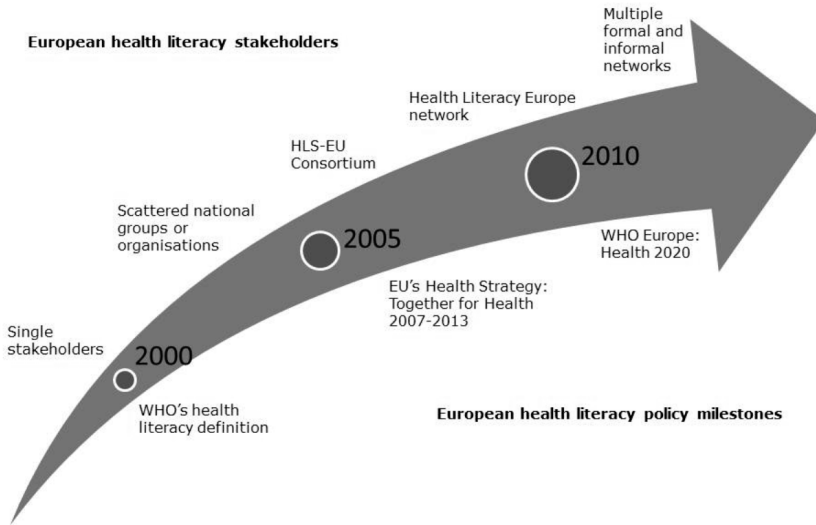 European health literacy stakeholders
Multiple
formal and
informal
networks
Health Literacy Europe
network
HLS-EU
Consortium
2010
Scattered national
groups or
organisations
2005
WHO Europe:
Health 2020
EU’s Health Strategy:
Together for Health
2007-2013
Single
stakeholders
2000
WHO’s health
literacy definition
European health literacy policy milestones